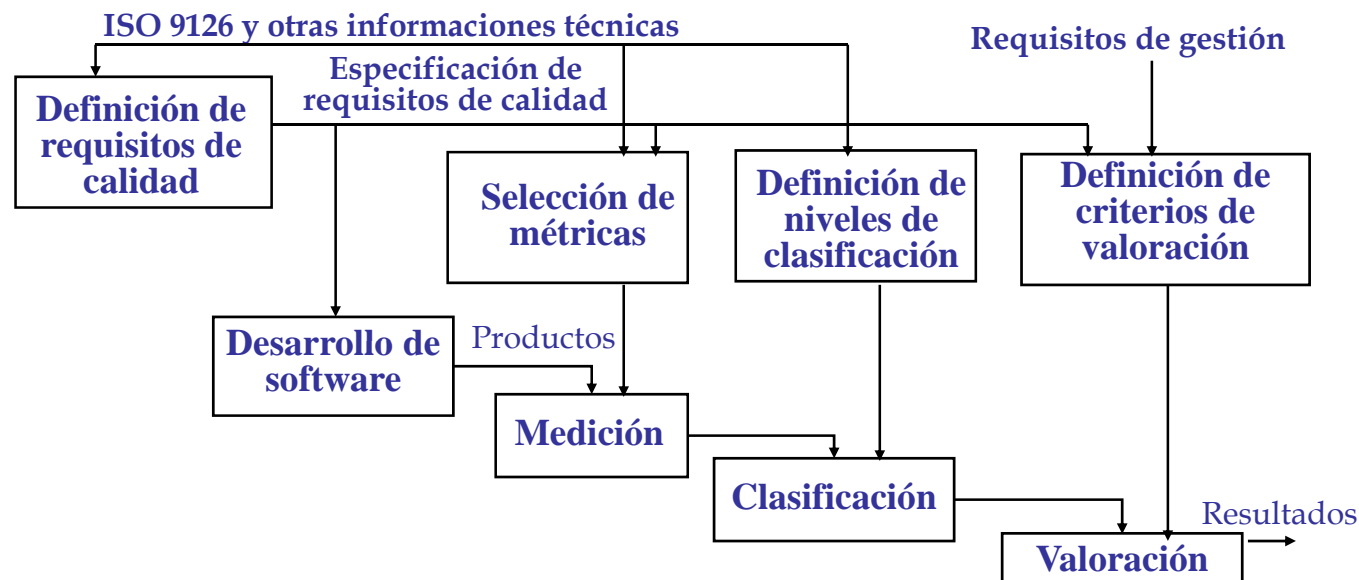 ISO 9126 y otras informaciones técnicas
Requisitos de gestión
Especificación de
requisitos de calidad
Definición de
requisitos de
calidad
Selección de
métricas
Definición de
niveles de
clasificación
Definición de
criterios de
valoración
Desarrollo de
software
Productos
Medición
Clasificación
Resultados
Valoración